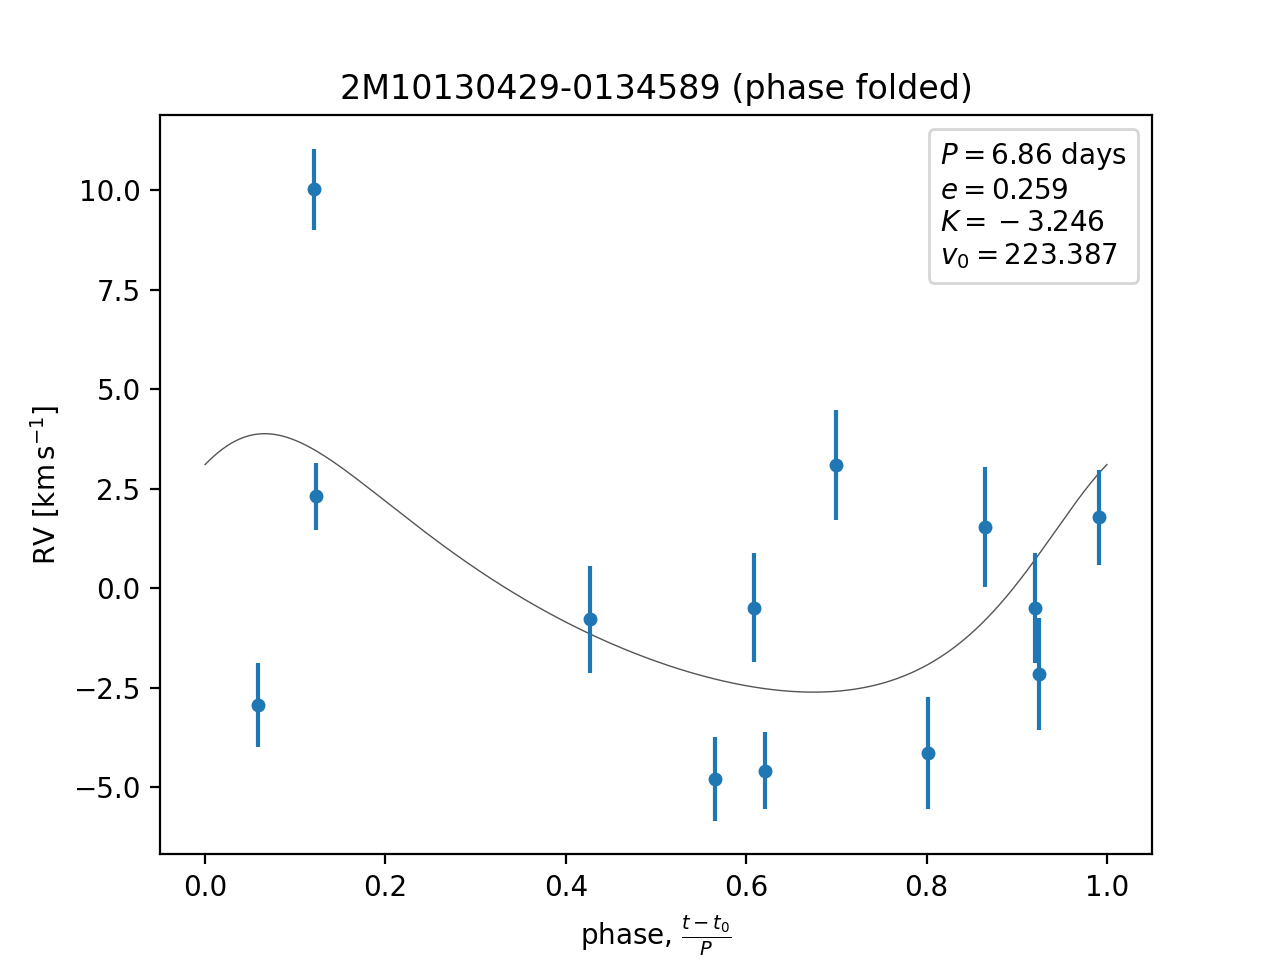 2M10130429-0134589 (phase folded)
P = 6.86 days
e = 0.259
K = −3.246
v₀ = 223.387
10.0
7.5
5.0
2.5
0.0
−2.5
−5.0
RV [km s⁻¹]
0.0 0.2 0.4 0.6 0.8 1.0
phase, (t − t₀)/P